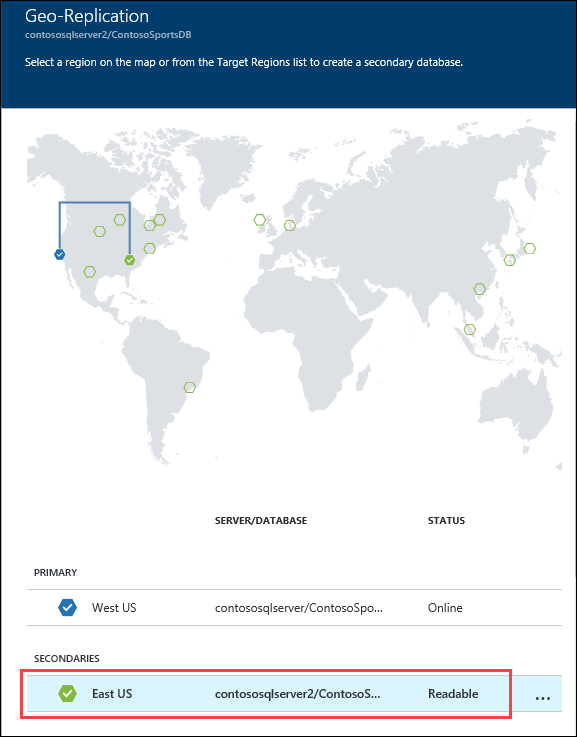 Geo-Replication
contososqlserver2/ContosoSportsDB
Select a region on the map or from the Target Regions list to create a secondary database.
SERVER/DATABASE STATUS
PRIMARY
West US contososqlserver/ContosoSpo... Online
SECONDARIES
East US contososqlserver2/ContosoS... Readable ...